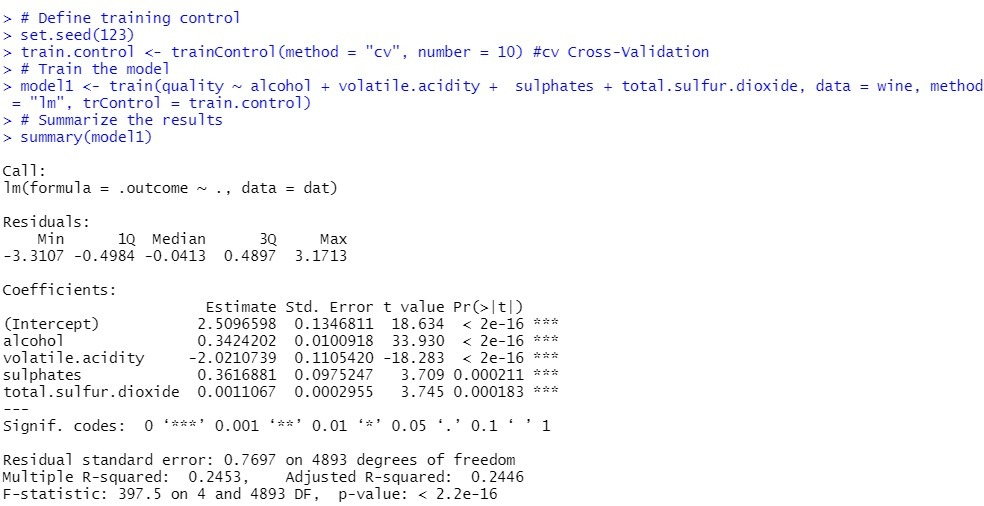 > # Define training control
> set.seed(123)
> train.control <- trainControl(method = "cv", number = 10) #cv Cross-Validation
> # Train the model
> model1 <- train(quality ~ alcohol + volatile.acidity +  sulphates + total.sulfur.dioxide, data = wine, method
 = "lm", trControl = train.control)
> # Summarize the results
> summary(model1)

Call:
lm(formula = .outcome ~ ., data = dat)

Residuals:
    Min      1Q  Median      3Q     Max
-3.3107 -0.4984 -0.0413  0.4897  3.1713

Coefficients:
                       Estimate Std. Error t value Pr(>|t|)
(Intercept)           2.5096598  0.1346811  18.634  < 2e-16 ***
alcohol               0.3424202  0.0100918  33.930  < 2e-16 ***
volatile.acidity     -2.0210739  0.1105420 -18.283  < 2e-16 ***
sulphates             0.3616881  0.0975247   3.709 0.000211 ***
total.sulfur.dioxide  0.0011067  0.0002955   3.745 0.000183 ***
---
Signif. codes:  0 ‘***’ 0.001 ‘**’ 0.01 ‘*’ 0.05 ‘.’ 0.1 ‘ ’ 1

Residual standard error: 0.7697 on 4893 degrees of freedom
Multiple R-squared:  0.2453,	Adjusted R-squared:  0.2446
F-statistic: 397.5 on 4 and 4893 DF,  p-value: < 2.2e-16